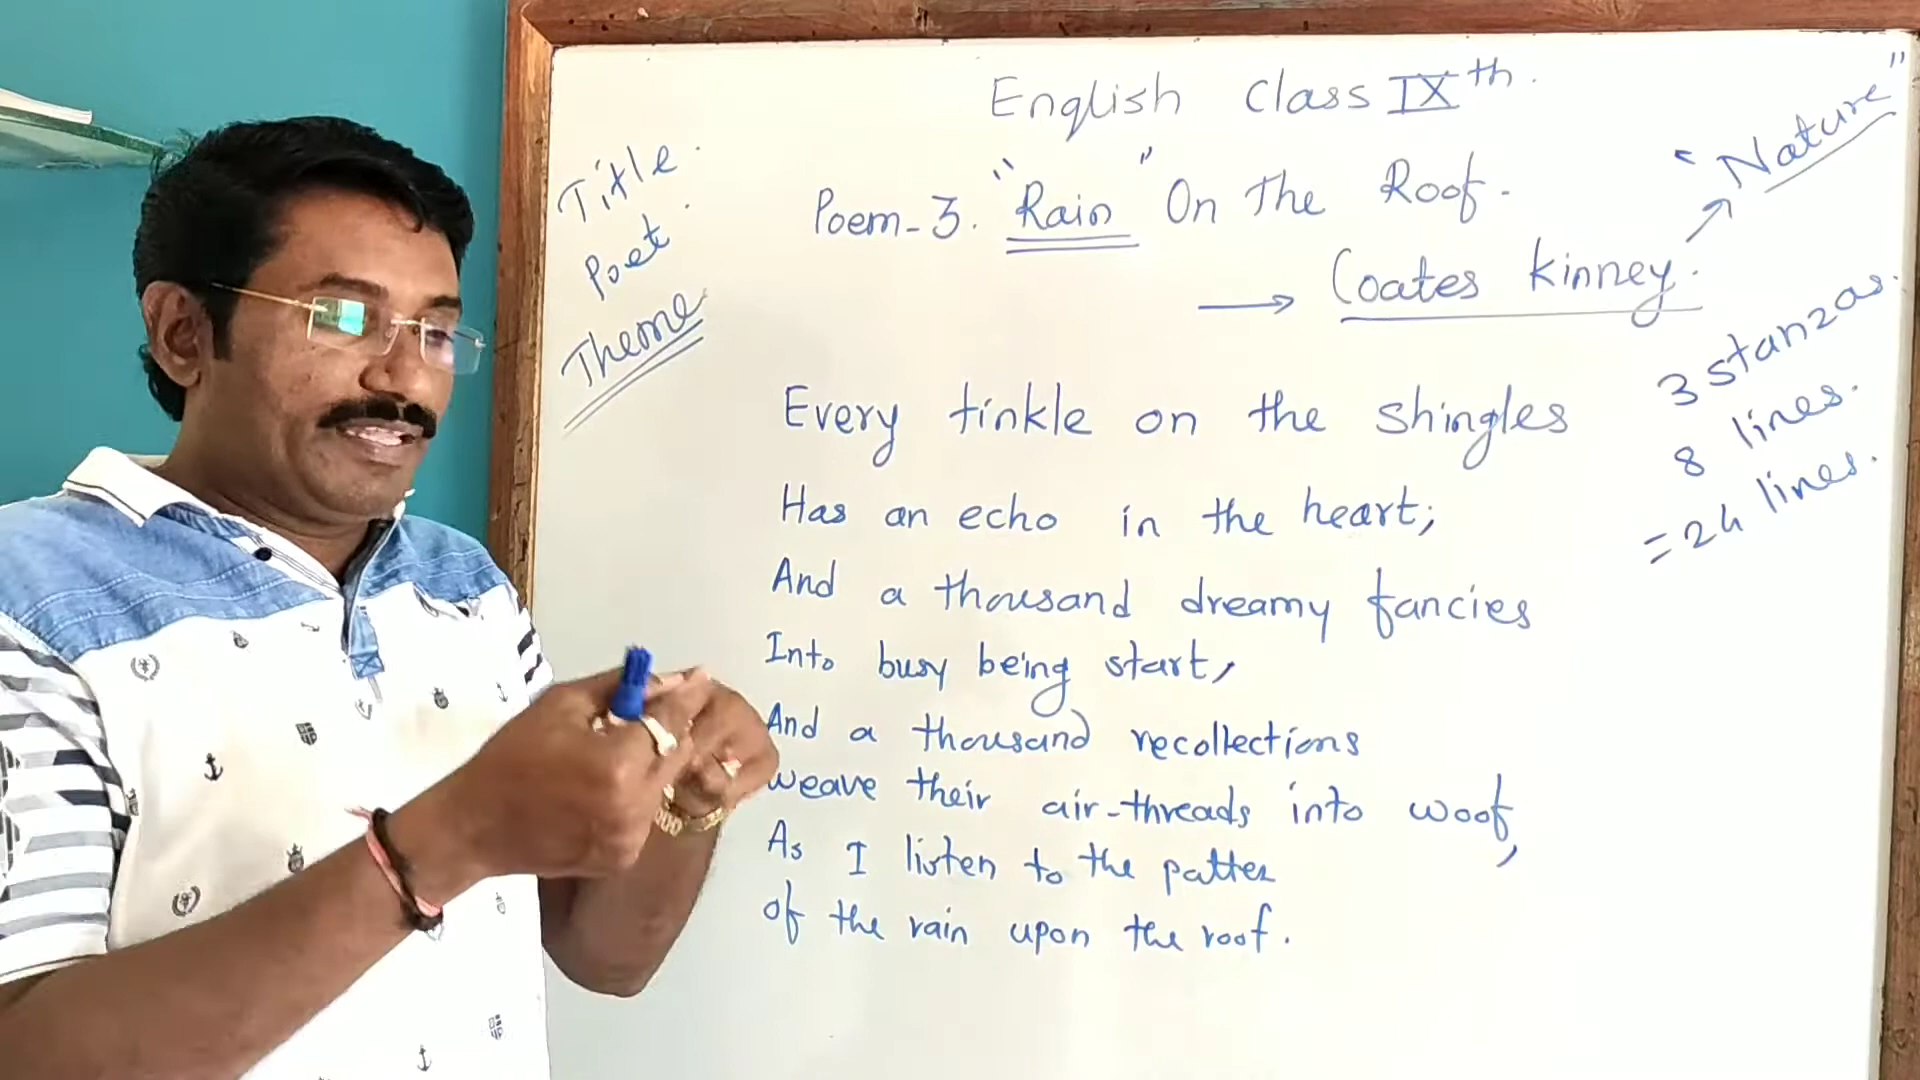 English Class IXth.
Title.
Poet.
Theme
Poem-3. "Rain" On The Roof.
→ Coates Kinney.
"Nature"
3 stanzas.
8 lines.
=24 lines.
Every tinkle on the shingles
Has an echo in the heart;
And a thousand dreamy fancies
Into busy being start,
And a thousand recollections
weave their air-threads into woof,
As I listen to the patter
of the rain upon the roof.